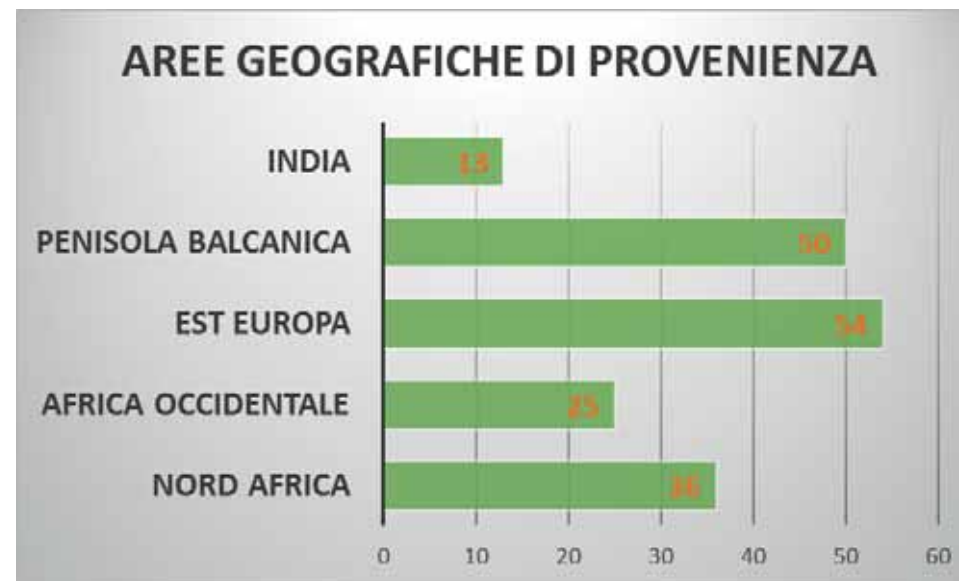 AREE GEOGRAFICHE DI PROVENIENZA
INDIA
13
PENISOLA BALCANICA
50
EST EUROPA
54
AFRICA OCCIDENTALE
25
NORD AFRICA
36
0 10 20 30 40 50 60